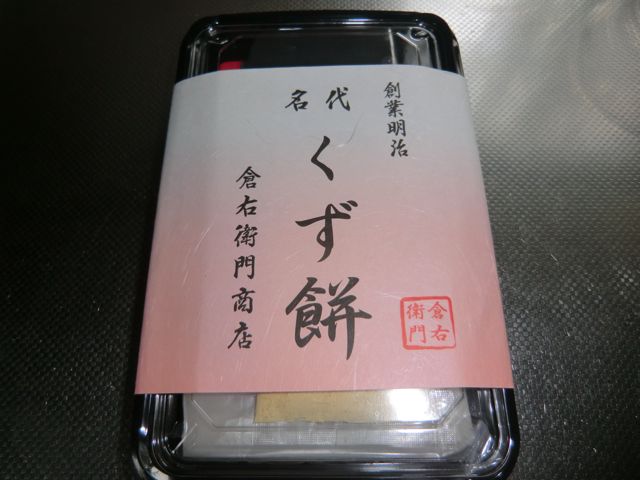 創業明治
名代
くず餅
倉右衛門商店
倉右
衛門